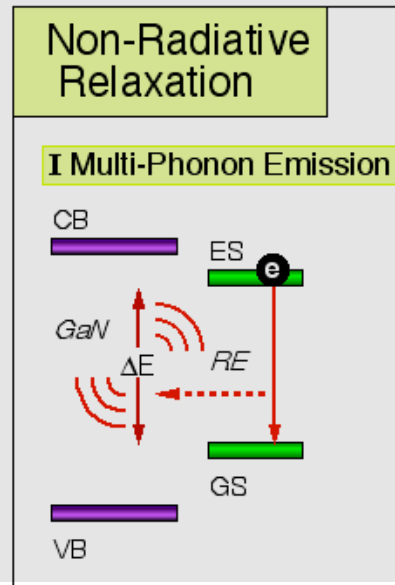 Non-Radiative
Relaxation
I Multi-Phonon Emission
CB
ES
e
GaN
ΔE
RE
GS
VB